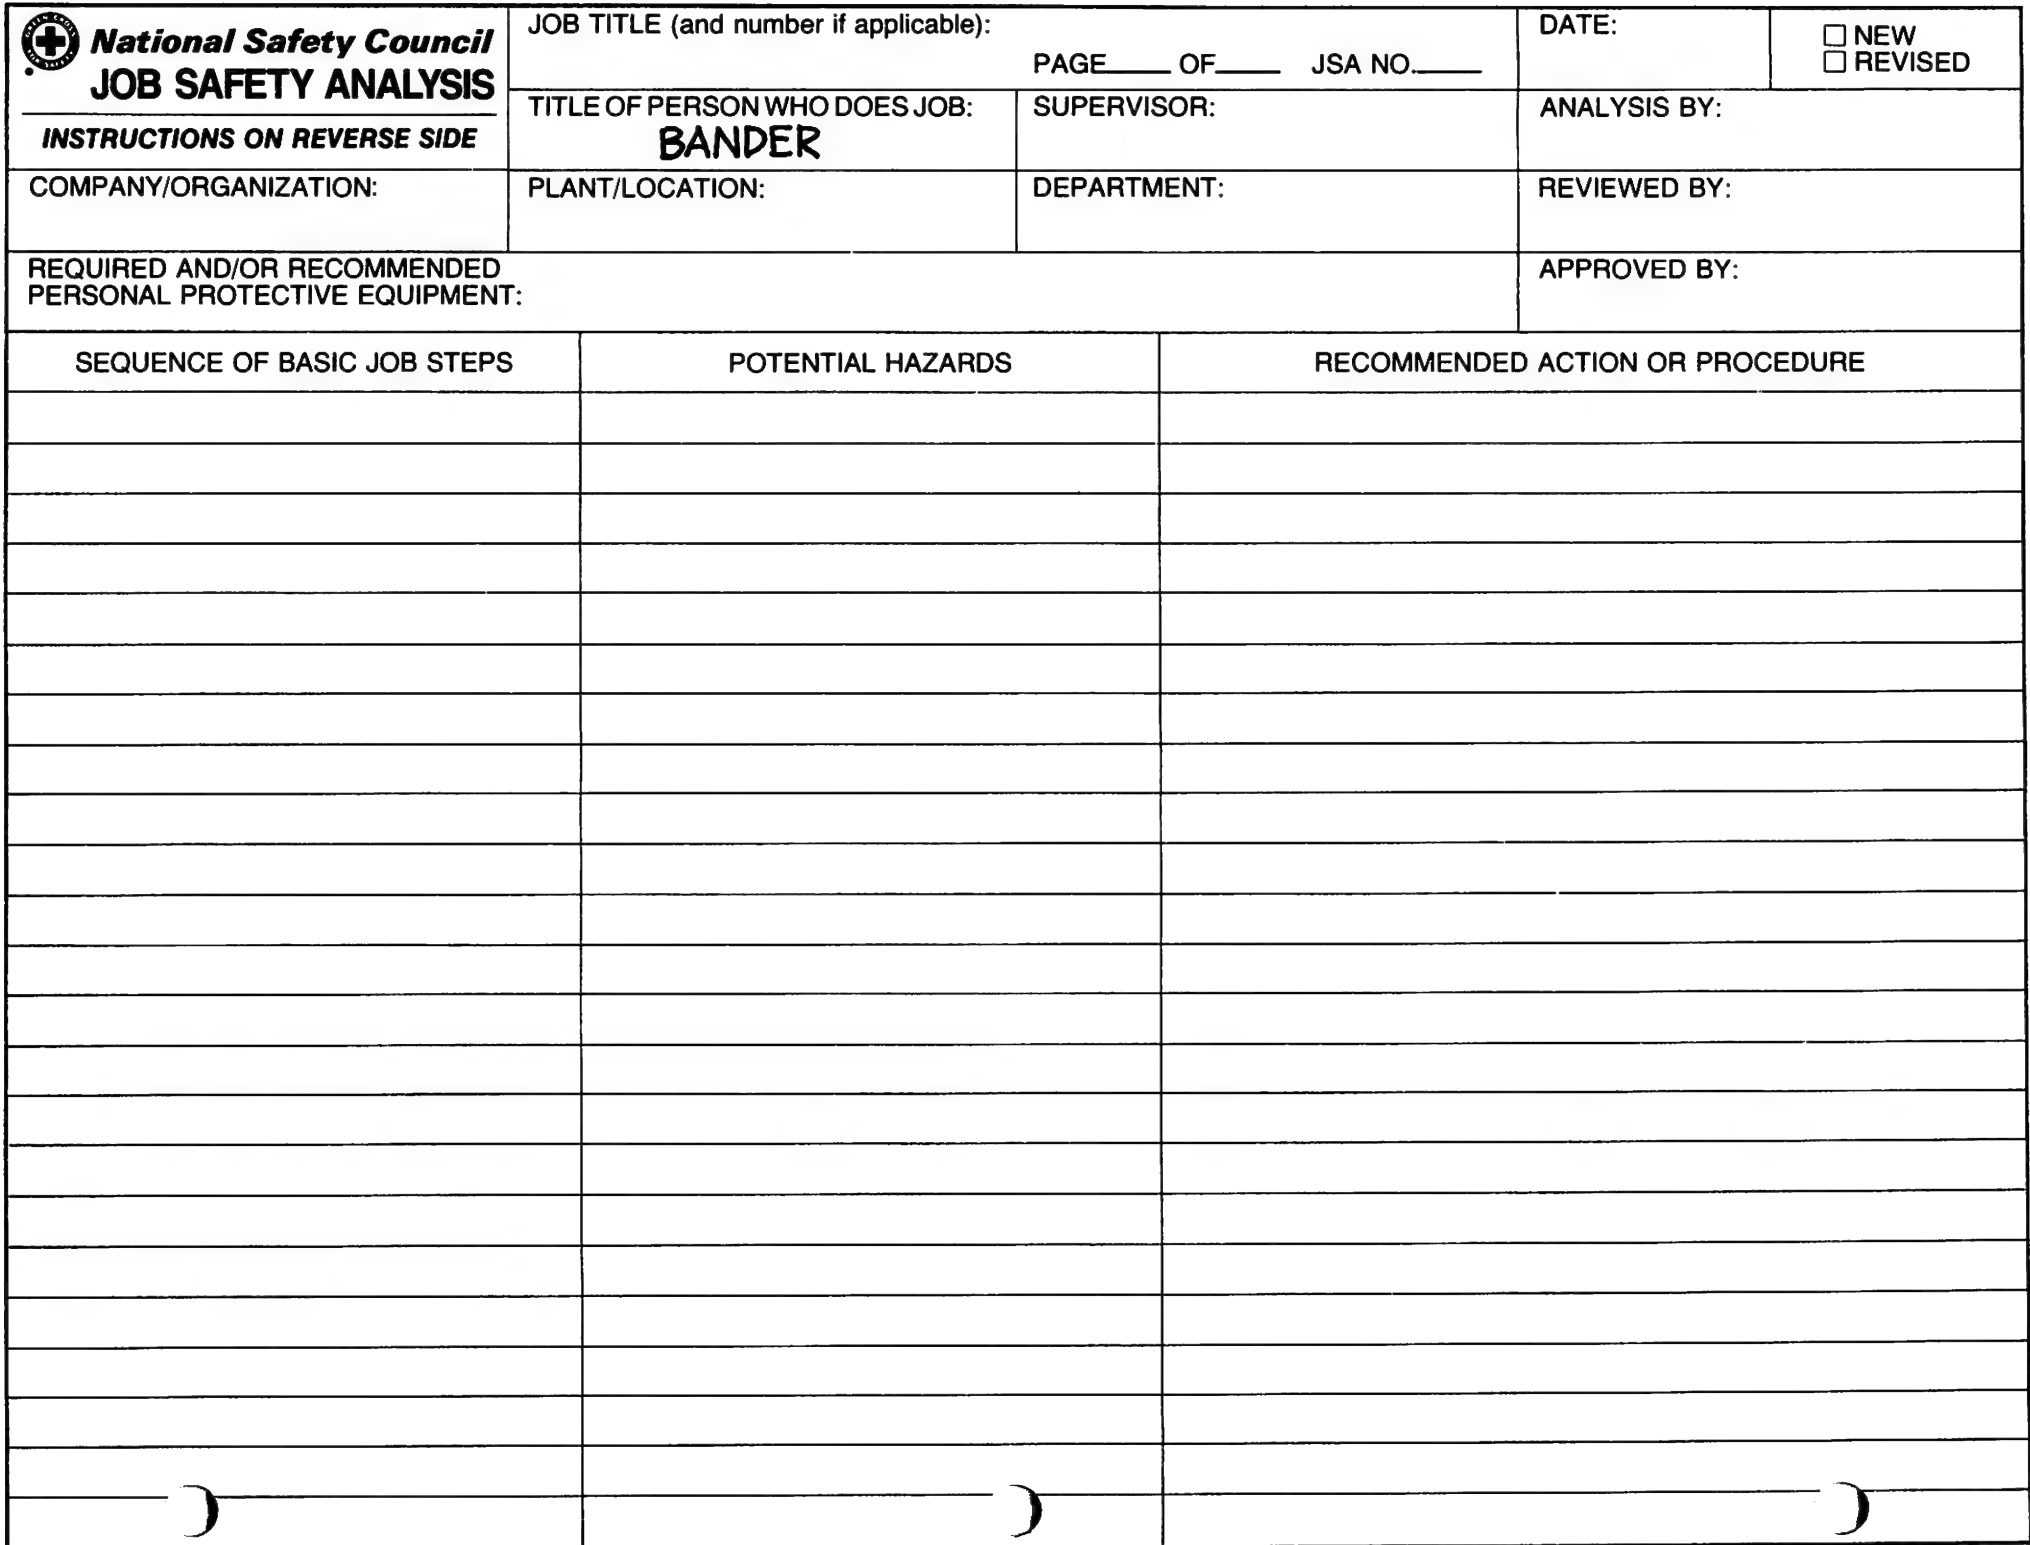 National Safety Council
JOB SAFETY ANALYSIS
INSTRUCTIONS ON REVERSE SIDE
JOB TITLE (and number if applicable):
PAGE____ OF____ JSA NO.____
DATE:
☐ NEW
☐ REVISED
TITLE OF PERSON WHO DOES JOB:
BANDER
SUPERVISOR:
ANALYSIS BY:
COMPANY/ORGANIZATION:
PLANT/LOCATION:
DEPARTMENT:
REVIEWED BY:
REQUIRED AND/OR RECOMMENDED
PERSONAL PROTECTIVE EQUIPMENT:
APPROVED BY:
SEQUENCE OF BASIC JOB STEPS
POTENTIAL HAZARDS
RECOMMENDED ACTION OR PROCEDURE